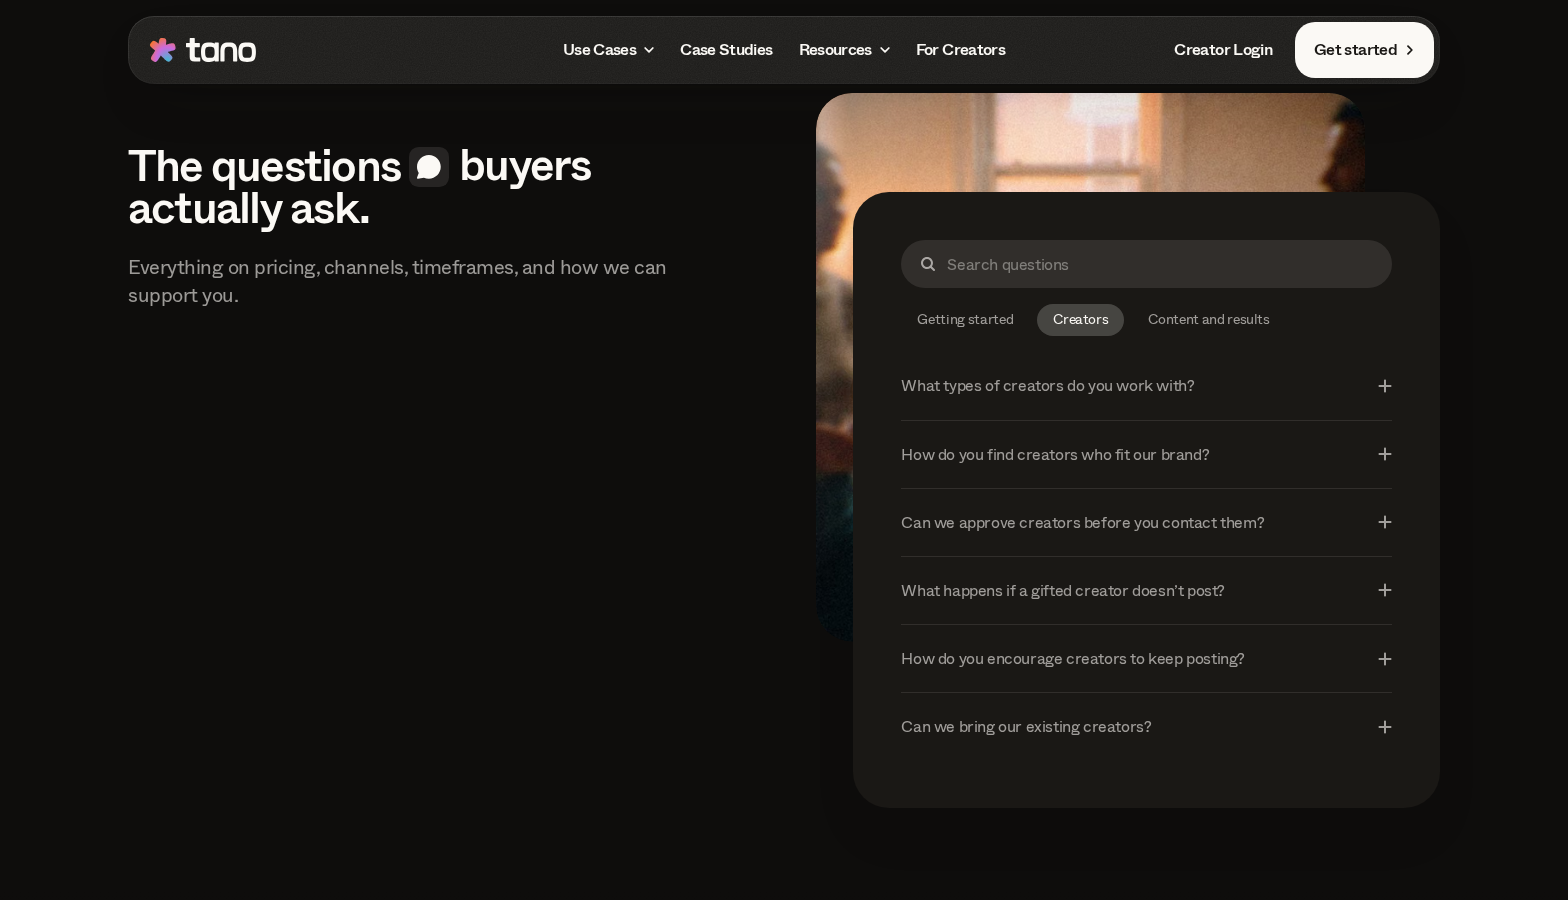 tano
Use Cases
Case Studies
Resources
For Creators
Creator Login
Get started
The questions buyers
actually ask.
Everything on pricing, channels, timeframes, and how we can
support you.
Search questions
Getting started
Creators
Content and results
What types of creators do you work with?
How do you find creators who fit our brand?
Can we approve creators before you contact them?
What happens if a gifted creator doesn’t post?
How do you encourage creators to keep posting?
Can we bring our existing creators?